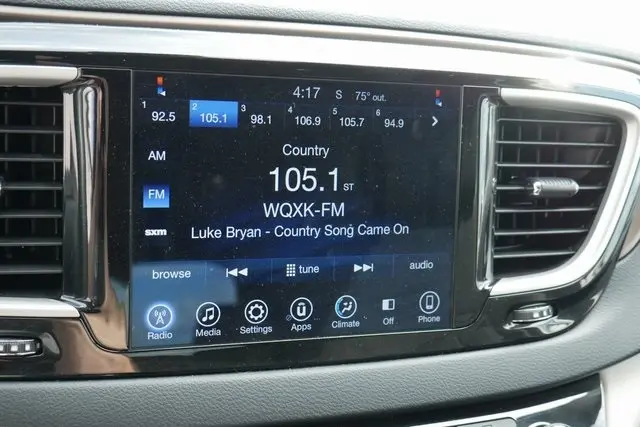 4:17 S 75° out.
1 92.5 2 105.1 3 98.1 4 106.9 5 105.7 6 94.9 >
AM
Country
FM
105.1 ST
WQXK-FM
sxm
Luke Bryan - Country Song Came On
browse tune audio
Radio Media Settings Apps Climate Off Phone